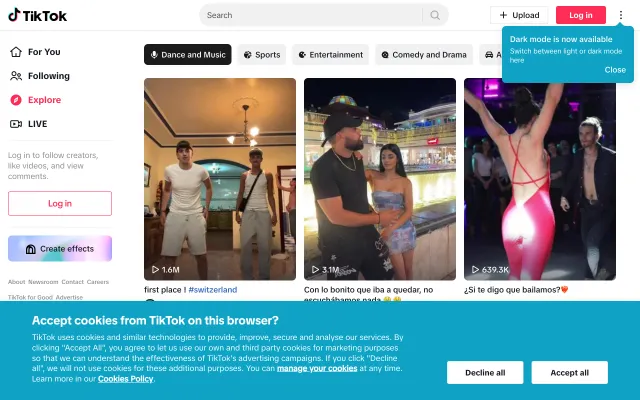 TikTok
Search
Upload
Log in
Dark mode is now available
Switch between light or dark mode
here
Close
For You
Following
Explore
LIVE
Log in to follow creators,
like videos, and view
comments.
Log in
Create effects
About Newsroom Contact Careers
TikTok for Good Advertise
Dance and Music
Sports
Entertainment
Comedy and Drama
1.6M
3.1M
639.3K
first place ! #switzerland
Con lo bonito que iba a quedar, no
escuchábamos nada
¿Si te digo que bailamos?
Accept cookies from TikTok on this browser?
TikTok uses cookies and similar technologies to provide, improve, secure and analyse our services. By
clicking "Accept All", you agree to let us use our own and third party cookies for marketing purposes
so that we can understand the effectiveness of TikTok's advertising campaigns. If you click "Decline
all", we will not use cookies for these additional purposes. You can manage your cookies at any time.
Learn more in our Cookies Policy.
Decline all
Accept all